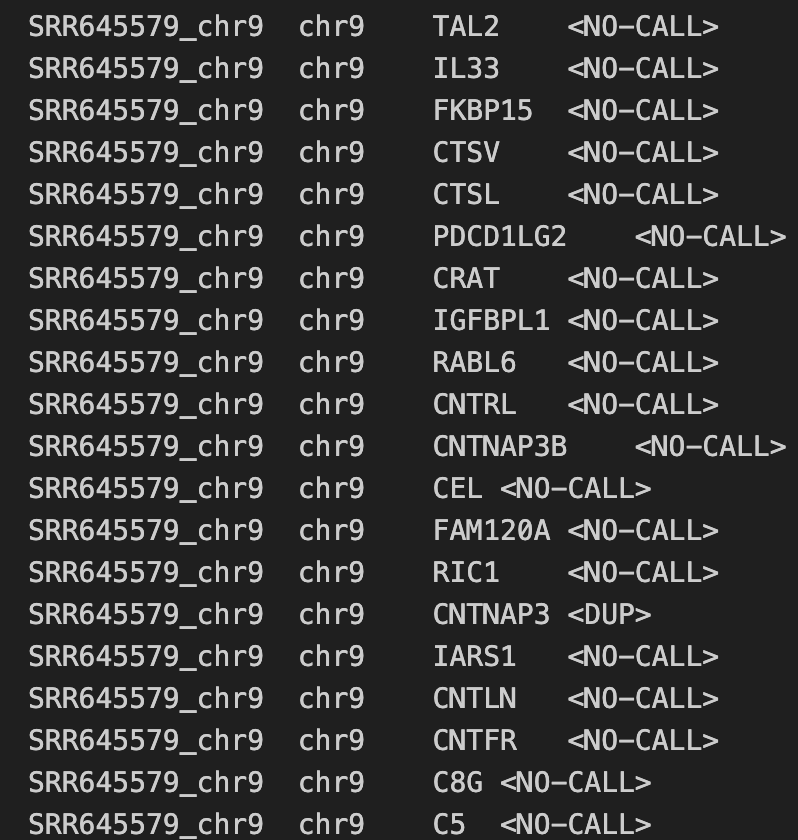 SRR645579_chr9 chr9 TAL2 <NO-CALL>
SRR645579_chr9 chr9 IL33 <NO-CALL>
SRR645579_chr9 chr9 FKBP15 <NO-CALL>
SRR645579_chr9 chr9 CTSV <NO-CALL>
SRR645579_chr9 chr9 CTSL <NO-CALL>
SRR645579_chr9 chr9 PDCD1LG2 <NO-CALL>
SRR645579_chr9 chr9 CRAT <NO-CALL>
SRR645579_chr9 chr9 IGFBPL1 <NO-CALL>
SRR645579_chr9 chr9 RABL6 <NO-CALL>
SRR645579_chr9 chr9 CNTRL <NO-CALL>
SRR645579_chr9 chr9 CNTNAP3B <NO-CALL>
SRR645579_chr9 chr9 CEL <NO-CALL>
SRR645579_chr9 chr9 FAM120A <NO-CALL>
SRR645579_chr9 chr9 RIC1 <NO-CALL>
SRR645579_chr9 chr9 CNTNAP3 <DUP>
SRR645579_chr9 chr9 IARS1 <NO-CALL>
SRR645579_chr9 chr9 CNTLN <NO-CALL>
SRR645579_chr9 chr9 CNTFR <NO-CALL>
SRR645579_chr9 chr9 C8G <NO-CALL>
SRR645579_chr9 chr9 C5 <NO-CALL>